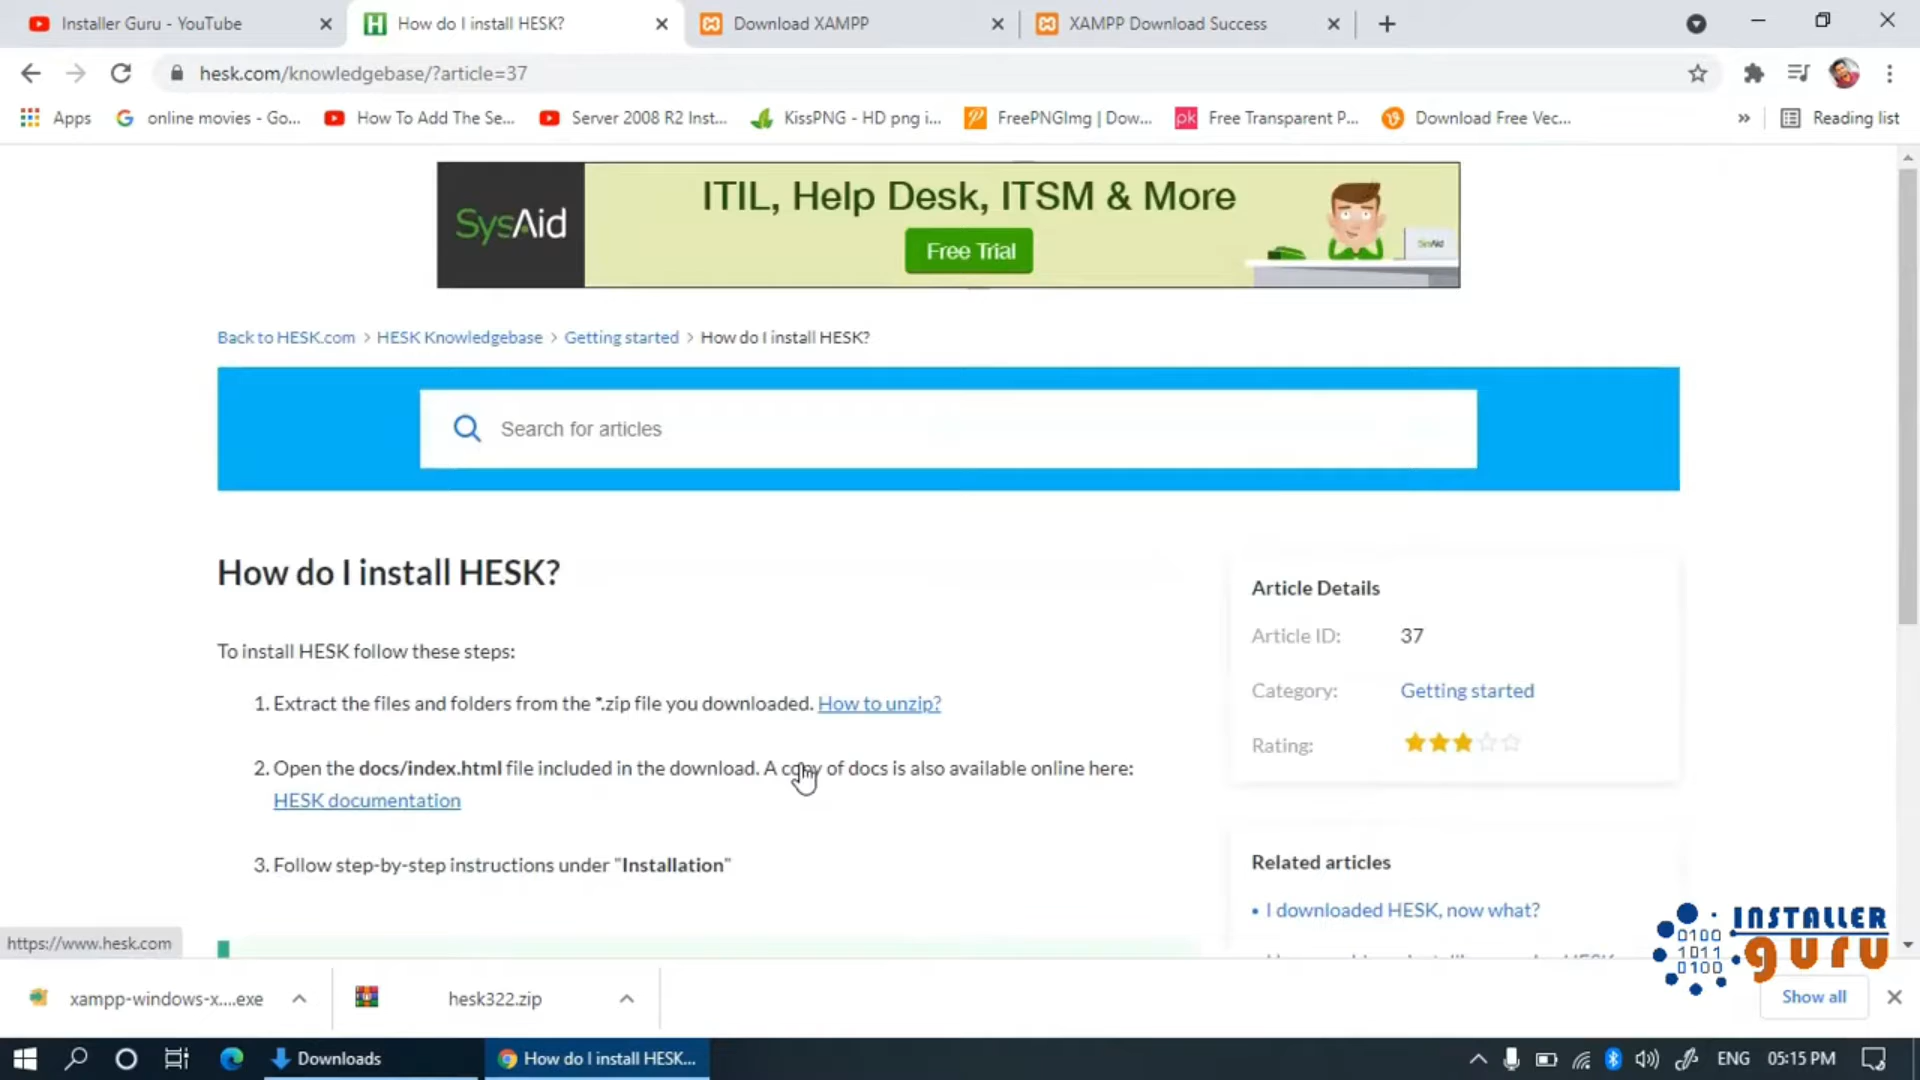 Installer Guru - YouTube
How do I install HESK?
Download XAMPP
XAMPP Download Success
hesk.com/knowledgebase/?article=37
Apps
online movies - Go...
How To Add The Se...
Server 2008 R2 Inst...
KissPNG - HD png i...
FreePNGImg | Dow...
pk
Free Transparent P...
Download Free Vec...
»
Reading list
SysAid
ITIL, Help Desk, ITSM & More
Free Trial
SysAid
Back to HESK.com > HESK Knowledgebase > Getting started > How do I install HESK?
Search for articles
How do I install HESK?
To install HESK follow these steps:
1. Extract the files and folders from the *.zip file you downloaded. How to unzip?
2. Open the docs/index.html file included in the download. A copy of docs is also available online here:
HESK documentation
3. Follow step-by-step instructions under "Installation"
Article Details
Article ID: 37
Category: Getting started
Rating:
Related articles
• I downloaded HESK, now what?
INSTALLER
guru
0100
1011
0100
https://www.hesk.com
xampp-windows-x....exe
hesk322.zip
Show all
Downloads
How do I install HESK...
ENG
05:15 PM